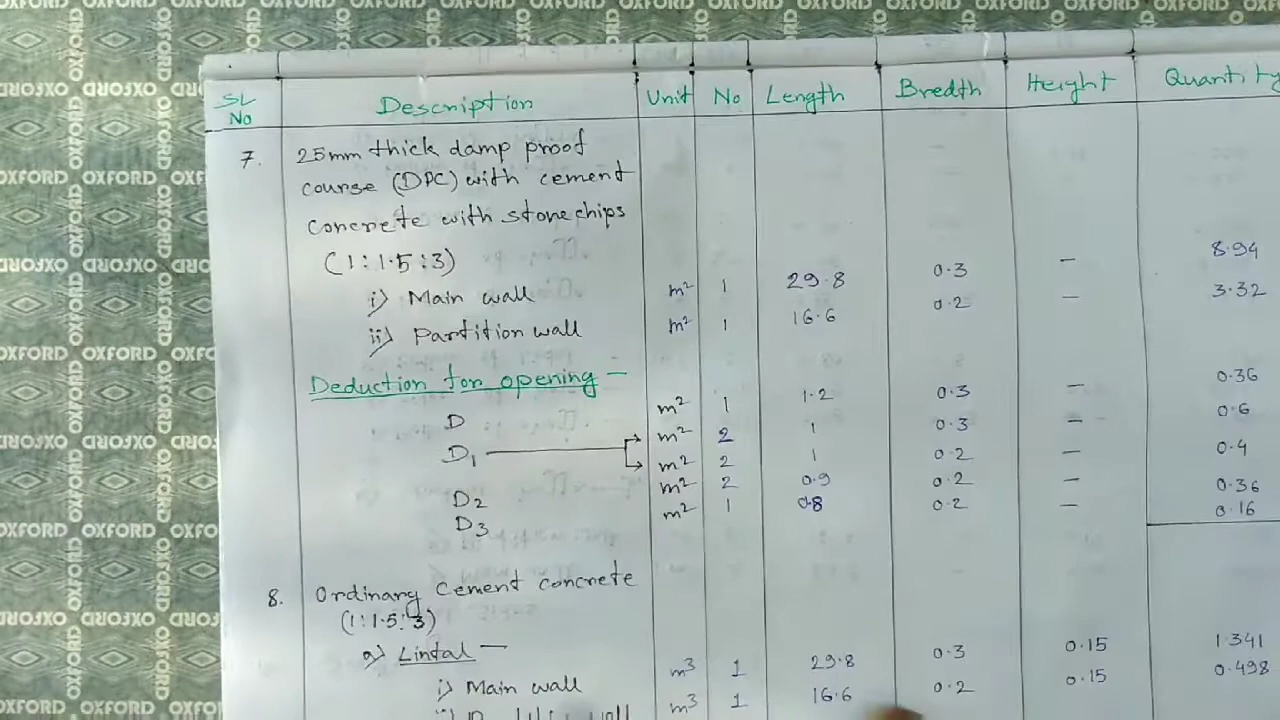 SL No Description Unit No Length Bredth Height Quantity
7. 25mm thick damp proof
course (DPC) with cement
concrete with stone chips
(1:1.5:3)
i) Main wall m² 1 29.8 0.3 — 8.94
ii) Partition wall m² 1 16.6 0.2 — 3.32
Deduction for opening — 
D m² 1 1.2 0.3 — 0.36
D₁ m² 2 1 0.3 — 0.6
m² 2 1 0.2 — 0.4
D₂ m² 2 0.9 0.2 — 0.36
D₃ m² 1 0.8 0.2 — 0.16
8. Ordinary Cement concrete
(1:1.5:3)
a) Lintal —
i) Main wall m³ 1 29.8 0.3 0.15 1.341
m³ 1 16.6 0.2 0.15 0.498
OXFORD